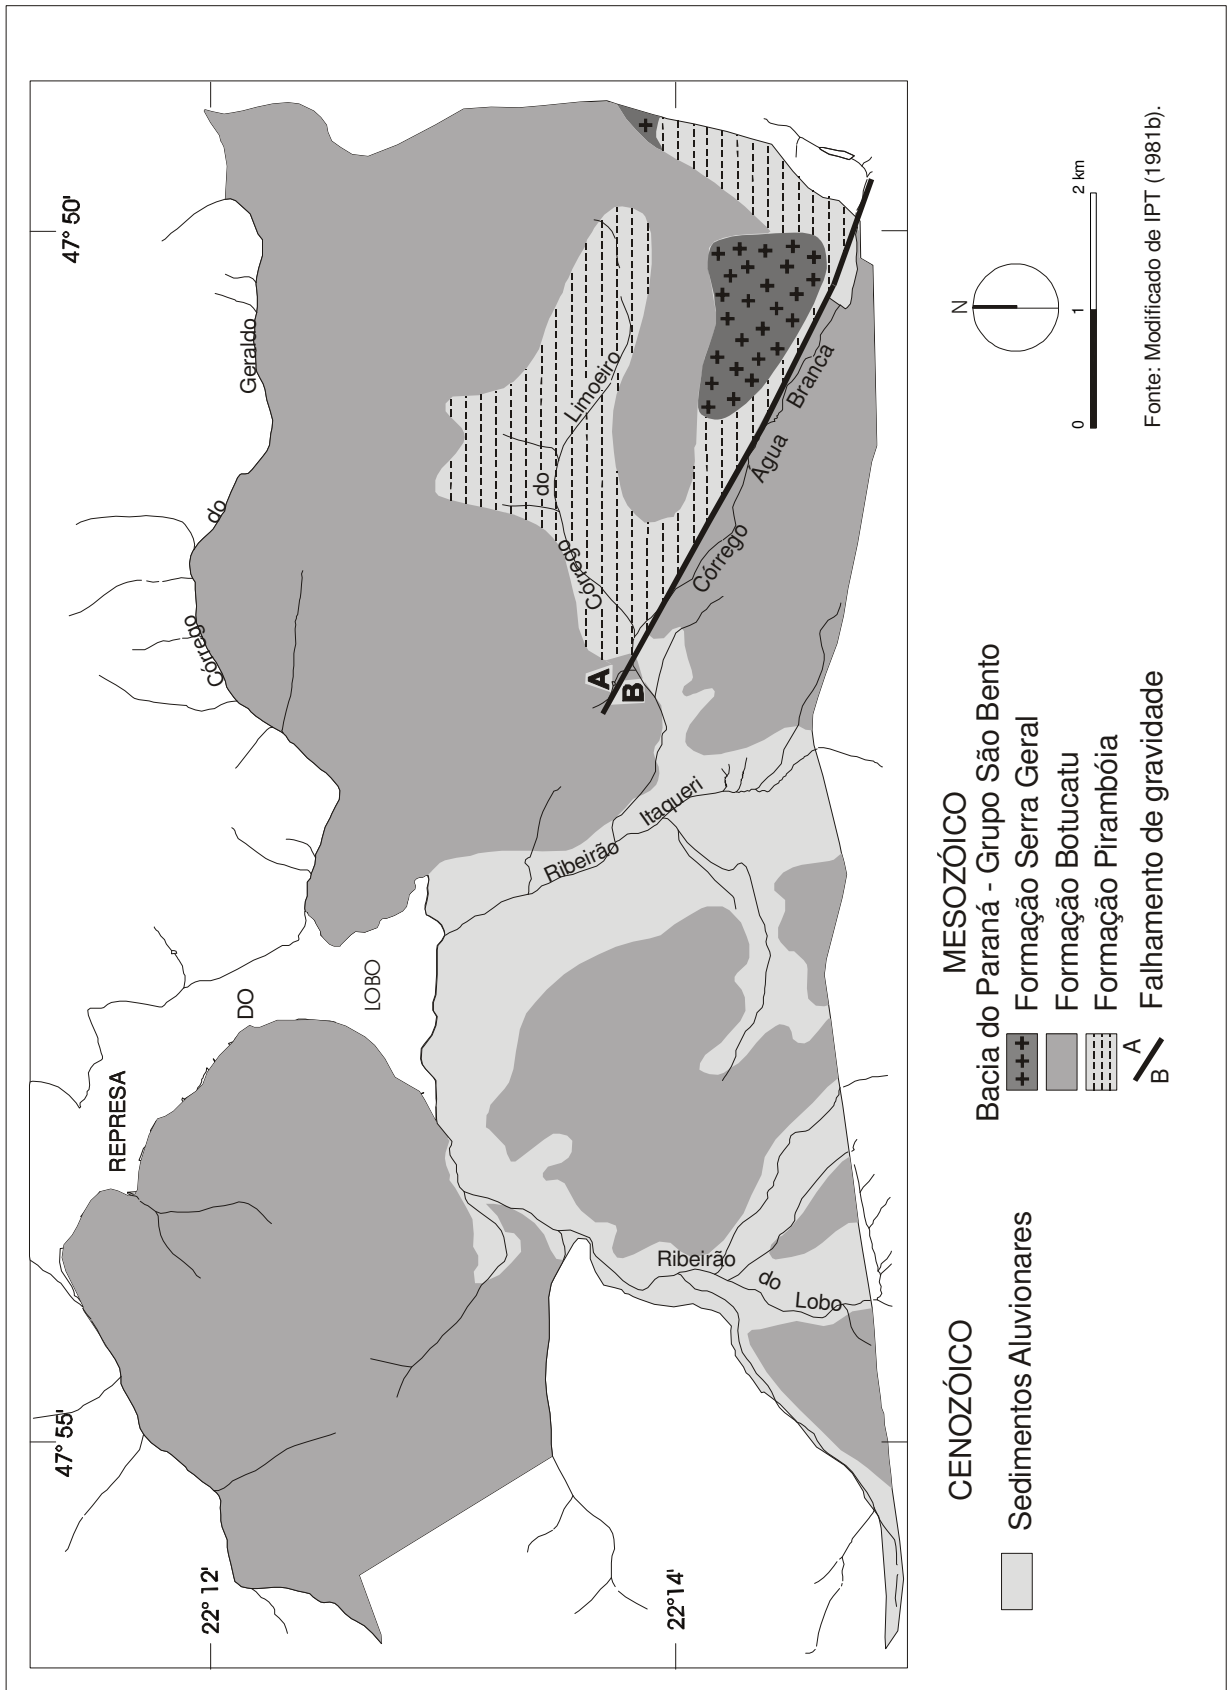 47° 55'
47° 50'
22° 12'
22°14'
REPRESA
DO
LOBO
Córrego
do
Geraldo
Córrego
do
Limoeiro
Córrego
Água
Branca
A
B
Ribeirão
Itaqueri
Ribeirão
do
Lobo
CENOZÓICO
Sedimentos Aluvionares
MESOZÓICO
Bacia do Paraná - Grupo São Bento
Formação Serra Geral
Formação Botucatu
Formação Pirambóia
A
B
Falhamento de gravidade
N
0 1 2 km
Fonte: Modificado de IPT (1981b).